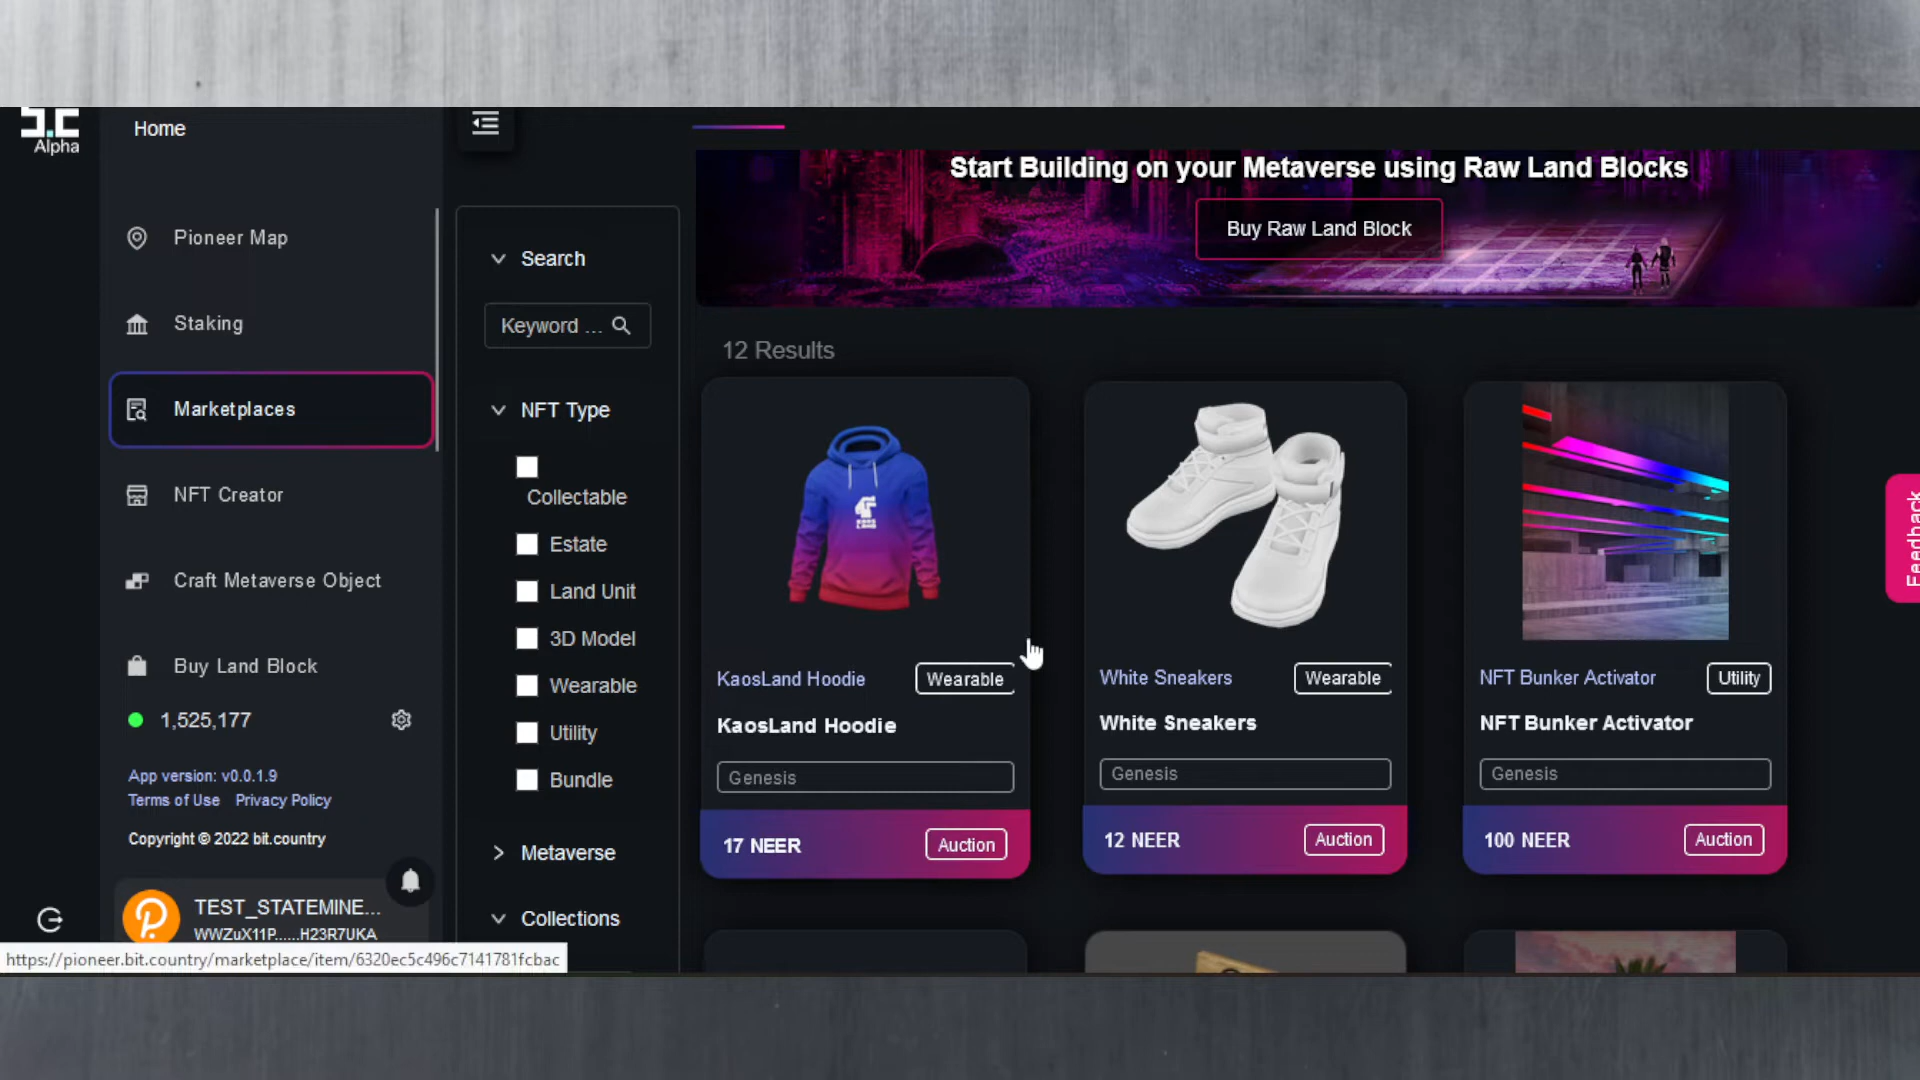 Alpha
Home
Pioneer Map
Staking
Marketplaces
NFT Creator
Craft Metaverse Object
Buy Land Block
1,525,177
App version: v0.0.1.9
Terms of Use Privacy Policy
Copyright © 2022 bit.country
TEST_STATEMINE...
WWZuX11P......H23R7UKA
https://pioneer.bit.country/marketplace/item/6320ec5c496c7141781fcbac
Search
Keyword ...
NFT Type
Collectable
Estate
Land Unit
3D Model
Wearable
Utility
Bundle
Metaverse
Collections
Start Building on your Metaverse using Raw Land Blocks
Buy Raw Land Block
12 Results
KaosLand Hoodie Wearable
KaosLand Hoodie
Genesis
17 NEER Auction
White Sneakers Wearable
White Sneakers
Genesis
12 NEER Auction
NFT Bunker Activator Utility
NFT Bunker Activator
Genesis
100 NEER Auction
Feedback